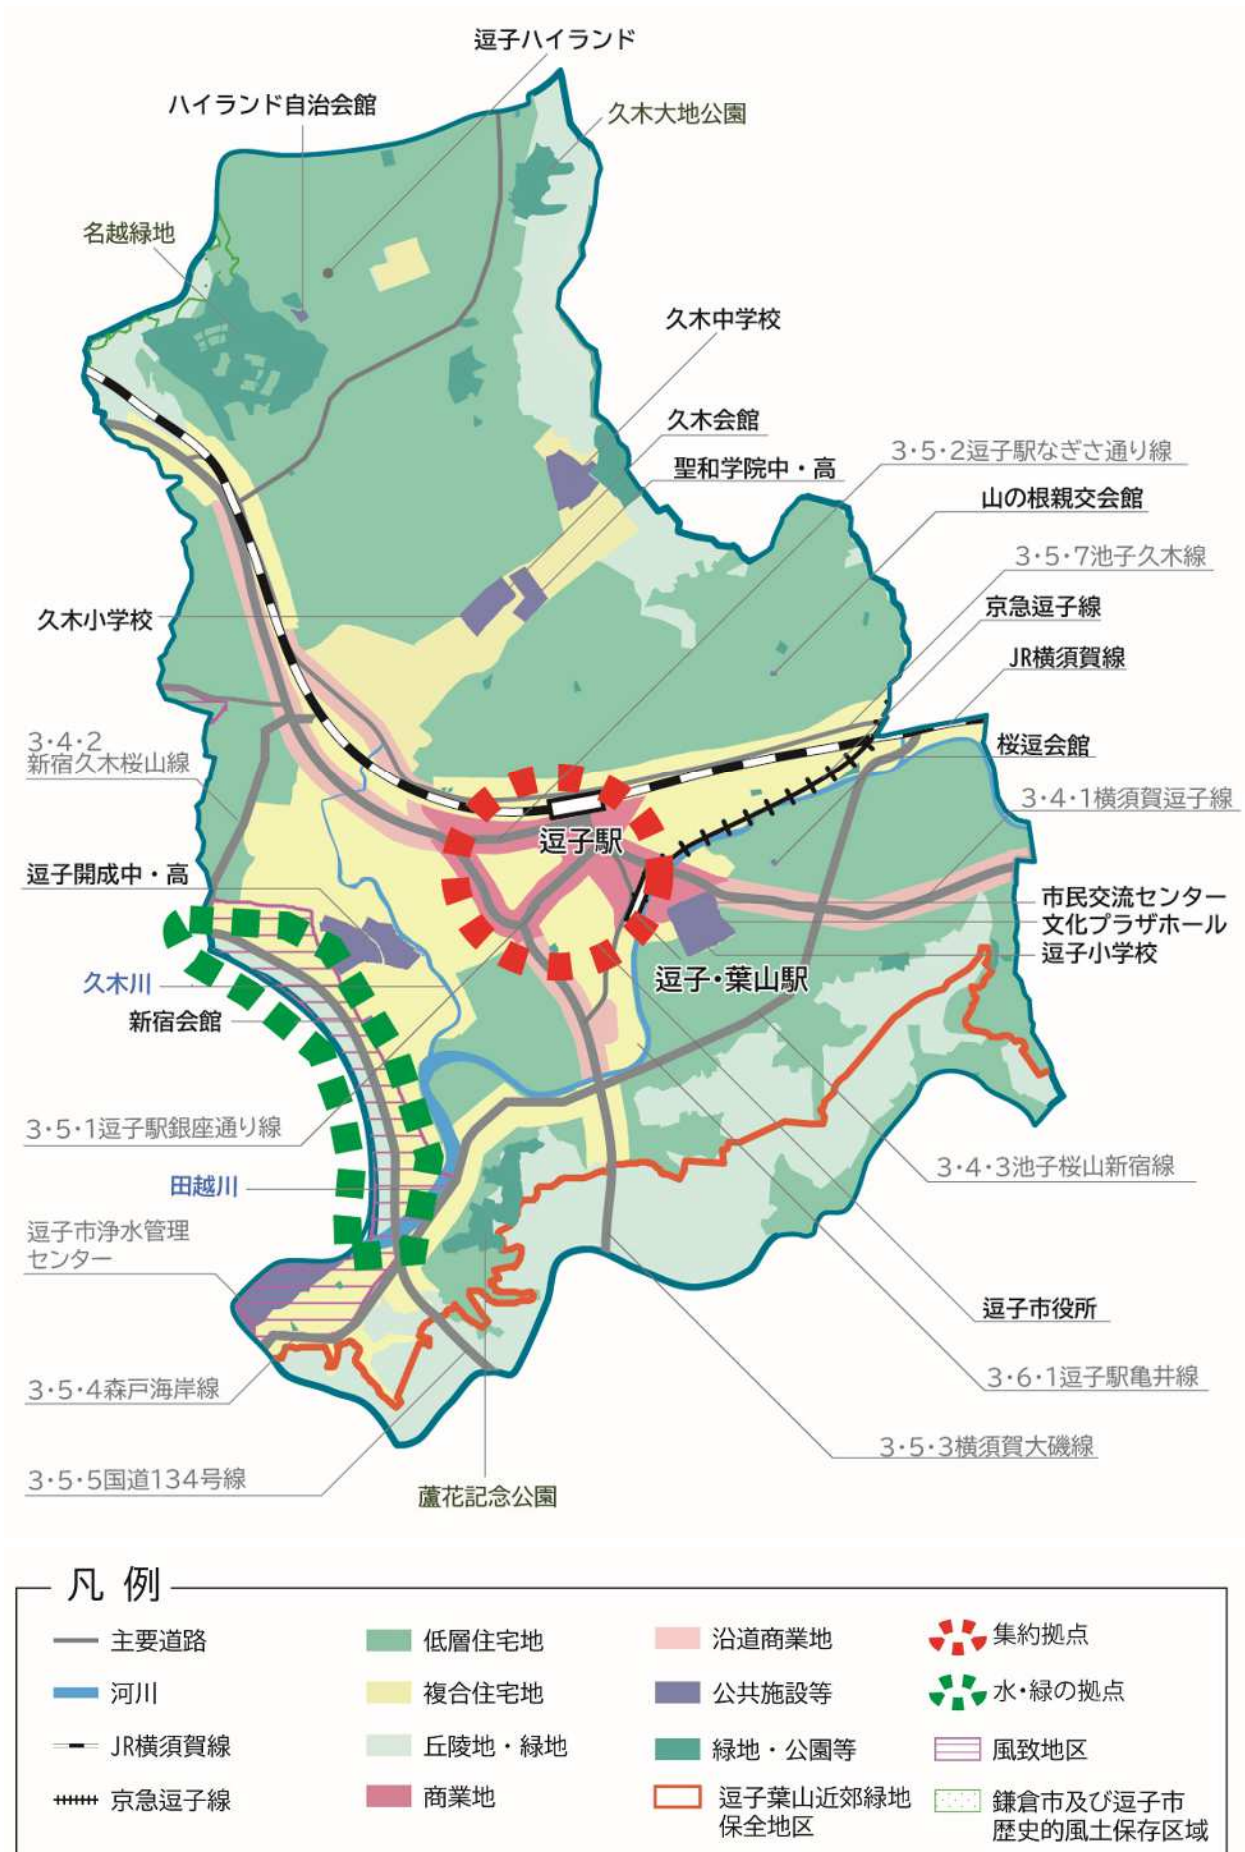 逗子ハイランド
ハイランド自治会館
久木大地公園
名越緑地
久木中学校
久木会館
3・5・2逗子駅なぎさ通り線
聖和学院中・高
山の根親交会館
3・5・7池子久木線
京急逗子線
久木小学校
JR横須賀線
3・4・2
新宿久木桜山線
桜逗会館
3・4・1横須賀逗子線
逗子駅
逗子開成中・高
市民交流センター
文化プラザホール
逗子小学校
逗子・葉山駅
久木川
新宿会館
3・5・1逗子駅銀座通り線
3・4・3池子桜山新宿線
田越川
逗子市浄水管理
センター
逗子市役所
3・6・1逗子駅亀井線
3・5・4森戸海岸線
3・5・3横須賀大磯線
3・5・5国道134号線
蘆花記念公園
凡例
主要道路
低層住宅地
沿道商業地
集約拠点
河川
複合住宅地
公共施設等
水・緑の拠点
JR横須賀線
丘陵地・緑地
緑地・公園等
風致地区
京急逗子線
商業地
逗子葉山近郊緑地
保全地区
鎌倉市及び逗子市
歴史的風土保存区域